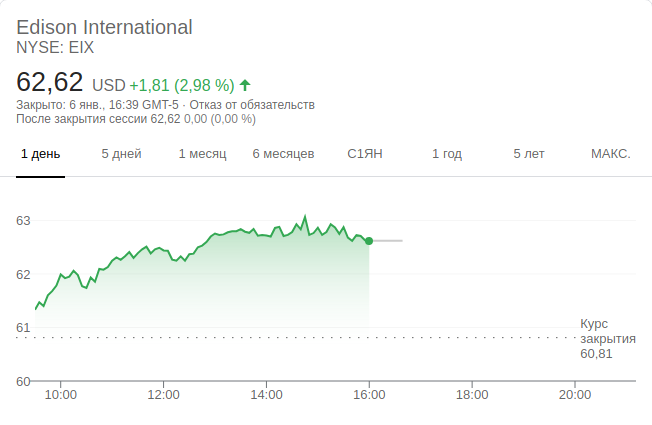 Edison International
NYSE: EIX
62,62 USD +1,81 (2,98 %)
Закрыто: 6 янв., 16:39 GMT-5 · Отказ от обязательств
После закрытия сессии 62,62 0,00 (0,00 %)
1 день 5 дней 1 месяц 6 месяцев С1ЯН 1 год 5 лет МАКС.
63
62
61
Курс
закрытия
60,81
60
10:00 12:00 14:00 16:00 18:00 20:00